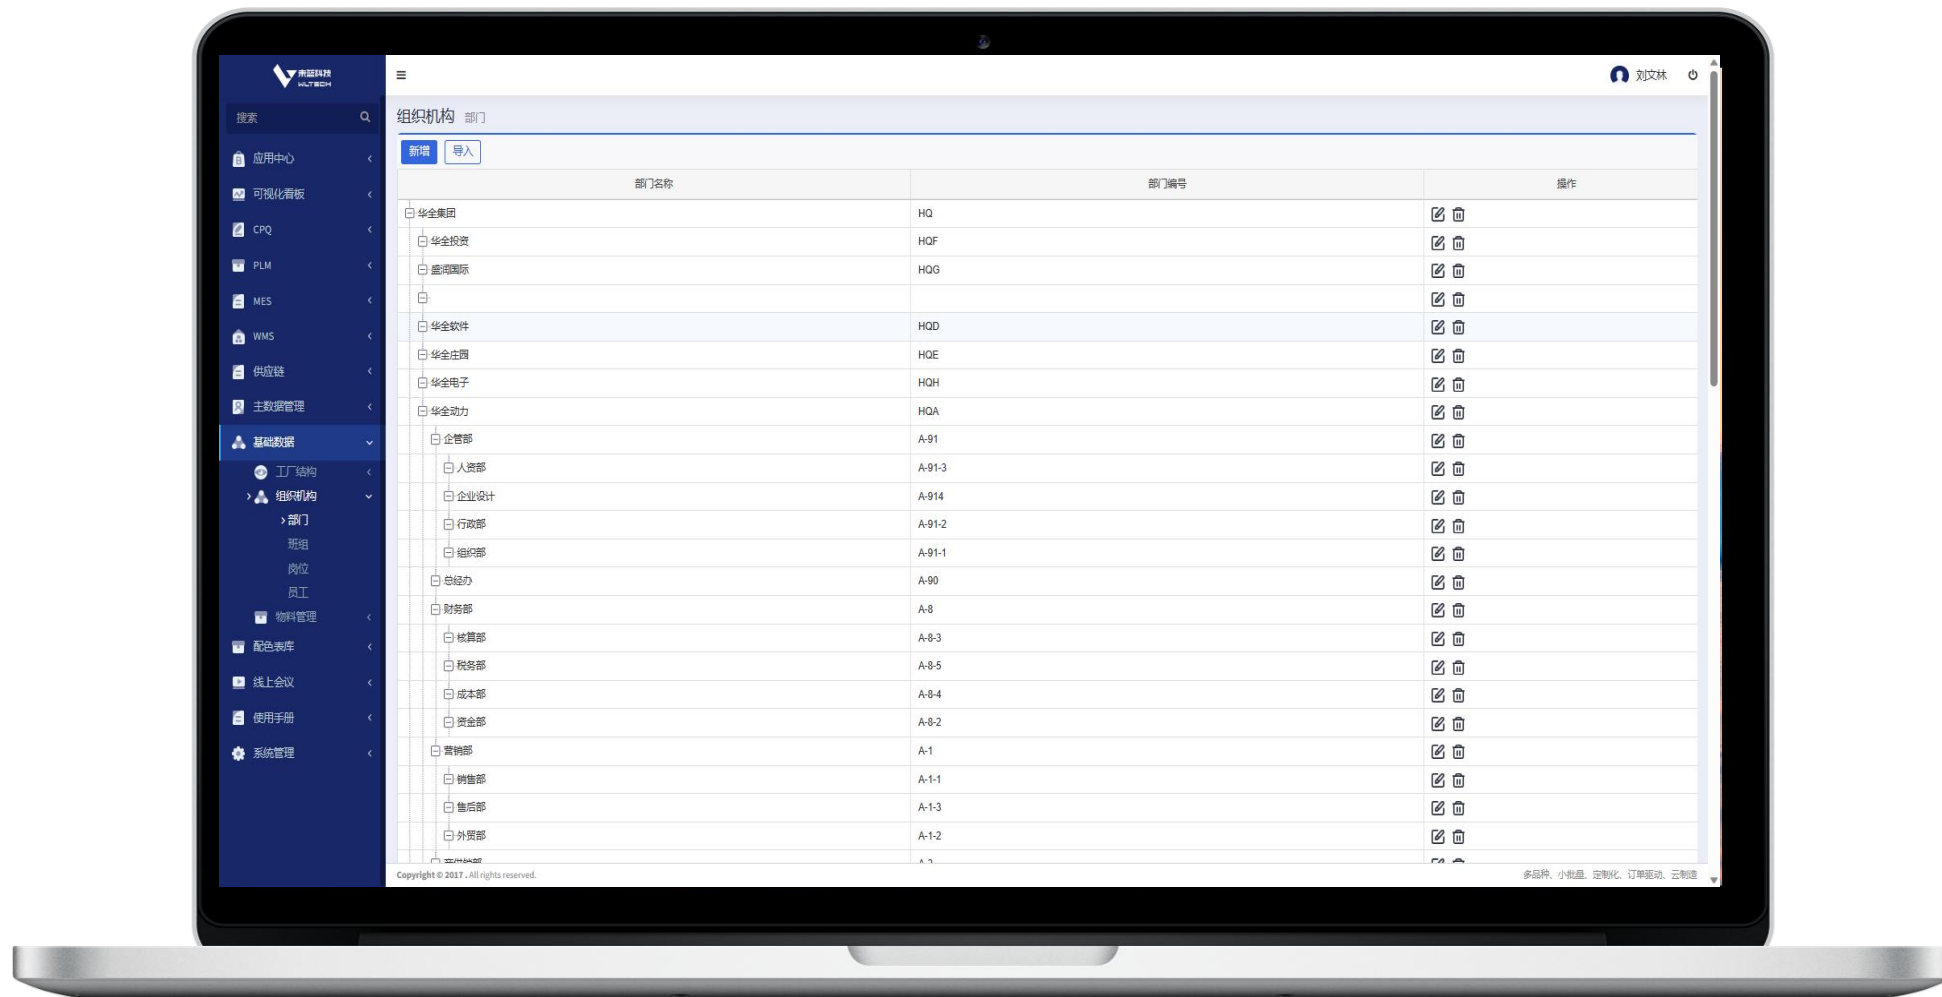 未蓝科技
WLTECH
刘文林
搜索
组织机构 部门
新增 导入
应用中心
可视化看板
CPQ
PLM
MES
WMS
供应链
主数据管理
基础数据
工厂结构
组织机构
部门
班组
岗位
员工
物料管理
配色表库
线上会议
使用手册
系统管理
部门名称 部门编号 操作
华全集团 HQ
华全投资 HQF
盛润国际 HQG
华全软件 HQD
华全庄园 HQE
华全电子 HQH
华全动力 HQA
企管部 A-91
人资部 A-91-3
企业设计 A-914
行政部 A-91-2
组织部 A-91-1
总经办 A-90
财务部 A-8
核算部 A-8-3
税务部 A-8-5
成本部 A-8-4
资金部 A-8-2
营销部 A-1
销售部 A-1-1
售后部 A-1-3
外贸部 A-1-2
Copyright © 2017 . All rights reserved.
多品种、小批量、定制化、订单驱动、云制造